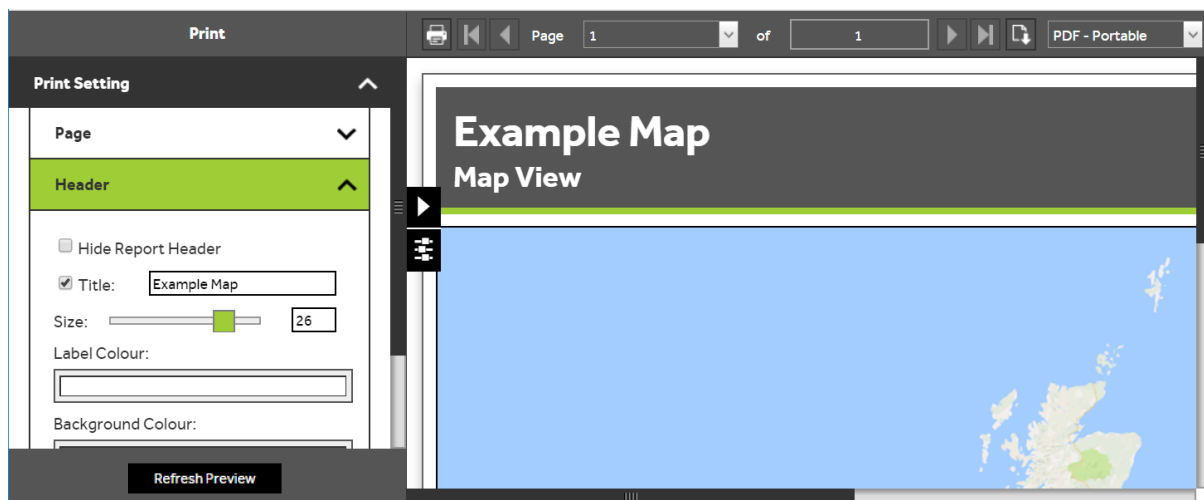 Print
Page 1 of 1 PDF - Portable
Print Setting
Page
Header
Hide Report Header
Title: Example Map
Size: 26
Label Colour:
Background Colour:
Refresh Preview
Example Map
Map View